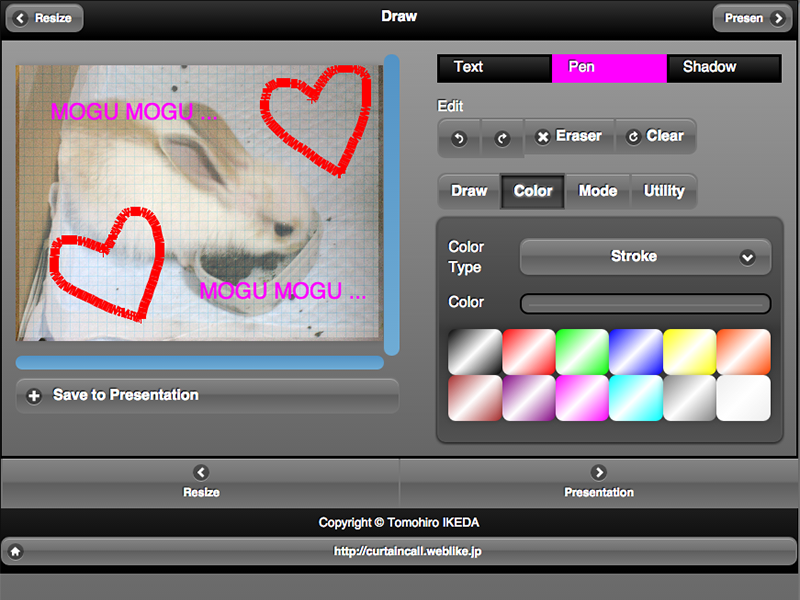 Resize
Draw
Presen
MOGU MOGU ...
MOGU MOGU ...
Save to Presentation
Text
Pen
Shadow
Edit
Eraser
Clear
Draw
Color
Mode
Utility
Color
Type
Stroke
Color
Resize
Presentation
Copyright © Tomohiro IKEDA
http://curtaincall.weblike.jp